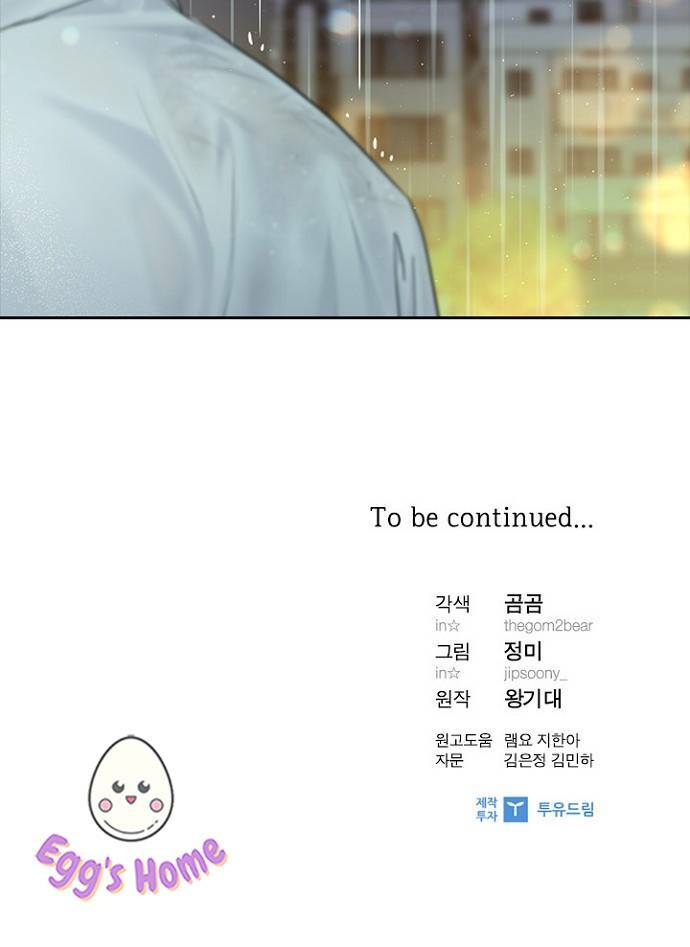 To be continued...
각색 곰곰
in☆ thegom2bear
그림 정미
in☆ jipsoony_
원작 왕기대
원고도움 램요 지한아
자문 김은정 김민하
제작
투자 투유드림
Egg's Home